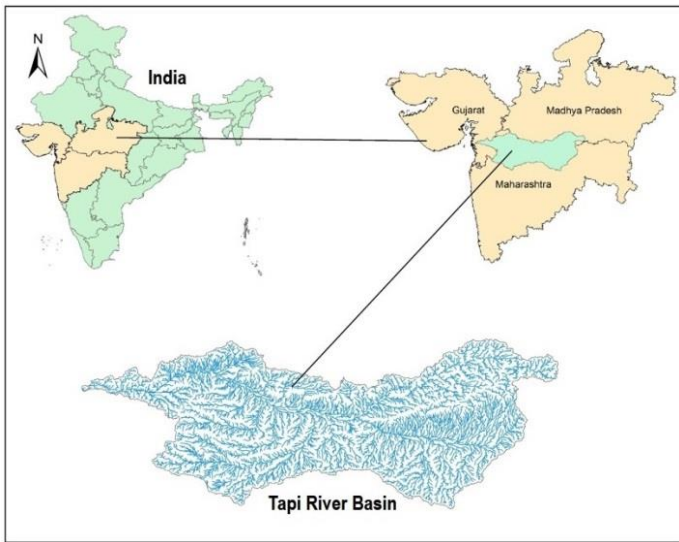 N
India
Gujarat
Madhya Pradesh
Maharashtra
Tapi River Basin